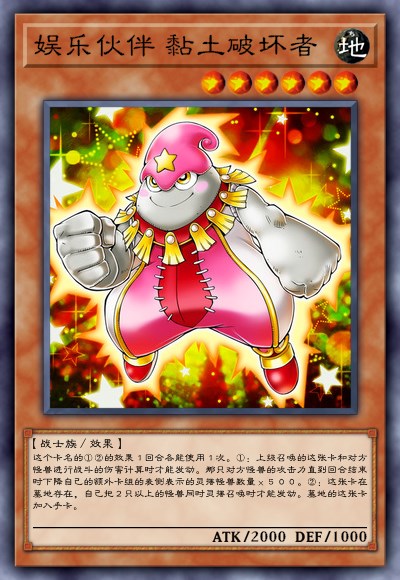 娱乐伙伴 黏土破坏者 地
【战士族/效果】
这个卡名的①②的效果1回合各能使用1次。①：上级召唤的这张卡和对方
怪兽进行战斗的伤害计算时才能发动。那只对方怪兽的攻击力直到回合结束
时下降自己的额外卡组的表侧表示的灵摆怪兽数量×500。②：这张卡在
墓地存在，自己把2只以上的怪兽同时灵摆召唤时才能发动。墓地的这张卡
加入手卡。
ATK/2000 DEF/1000